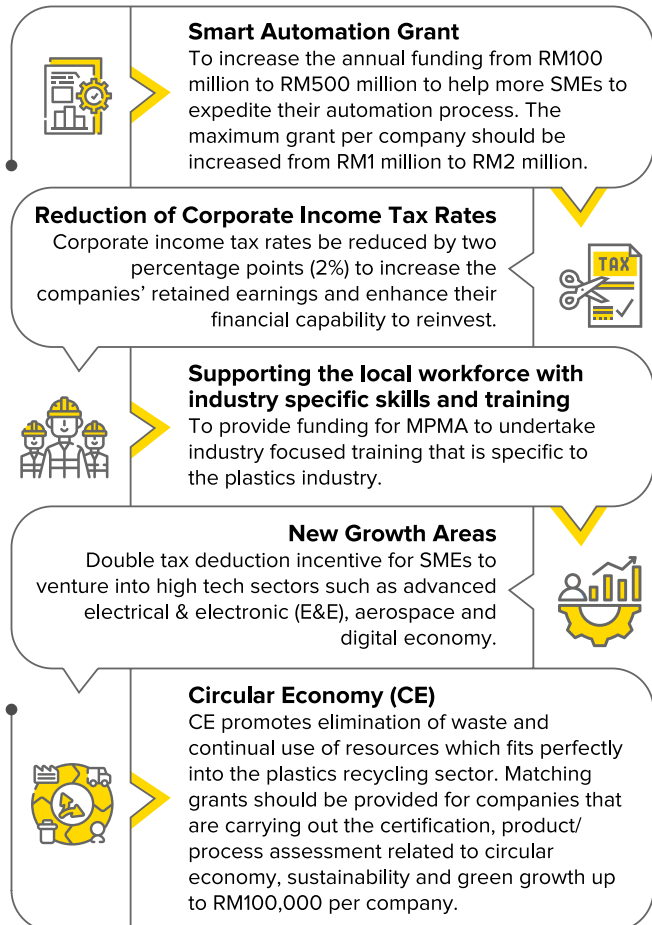 Smart Automation Grant
To increase the annual funding from RM100
million to RM500 million to help more SMEs to
expedite their automation process. The
maximum grant per company should be
increased from RM1 million to RM2 million.
Reduction of Corporate Income Tax Rates
Corporate income tax rates be reduced by two
percentage points (2%) to increase the
companies’ retained earnings and enhance their
financial capability to reinvest.
TAX
Supporting the local workforce with
industry specific skills and training
To provide funding for MPMA to undertake
industry focused training that is specific to
the plastics industry.
New Growth Areas
Double tax deduction incentive for SMEs to
venture into high tech sectors such as advanced
electrical & electronic (E&E), aerospace and
digital economy.
Circular Economy (CE)
CE promotes elimination of waste and
continual use of resources which fits perfectly
into the plastics recycling sector. Matching
grants should be provided for companies that
are carrying out the certification, product/
process assessment related to circular
economy, sustainability and green growth up
to RM100,000 per company.